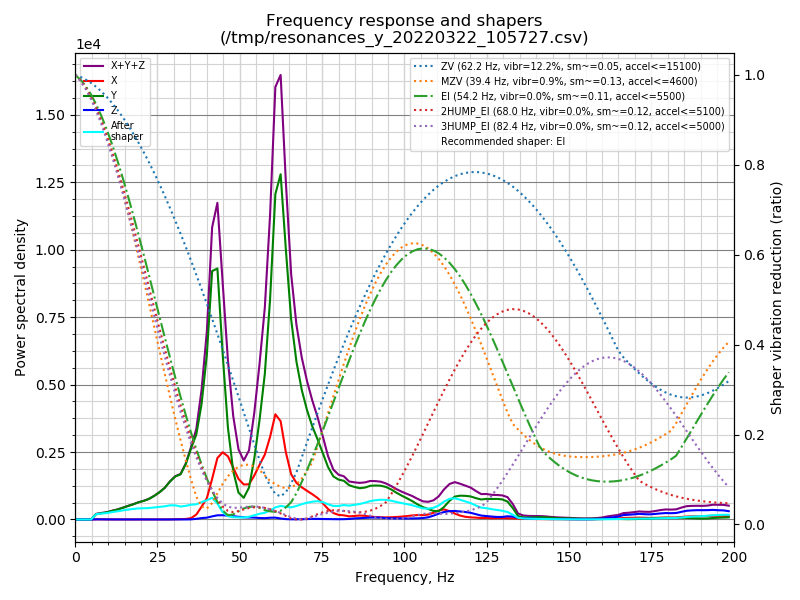 Frequency response and shapers
(/tmp/resonances_y_20220322_105727.csv)
1e4
X+Y+Z
X
Y
Z
After
shaper
ZV (62.2 Hz, vibr=12.2%, sm~=0.05, accel<=15100)
MZV (39.4 Hz, vibr=0.9%, sm~=0.13, accel<=4600)
EI (54.2 Hz, vibr=0.0%, sm~=0.11, accel<=5500)
2HUMP_EI (68.0 Hz, vibr=0.0%, sm~=0.12, accel<=5100)
3HUMP_EI (82.4 Hz, vibr=0.0%, sm~=0.12, accel<=5000)
Recommended shaper: EI
Power spectral density
1.50
1.25
1.00
0.75
0.50
0.25
0.00
1.0
0.8
0.6
0.4
0.2
0.0
Shaper vibration reduction (ratio)
0 25 50 75 100 125 150 175 200
Frequency, Hz